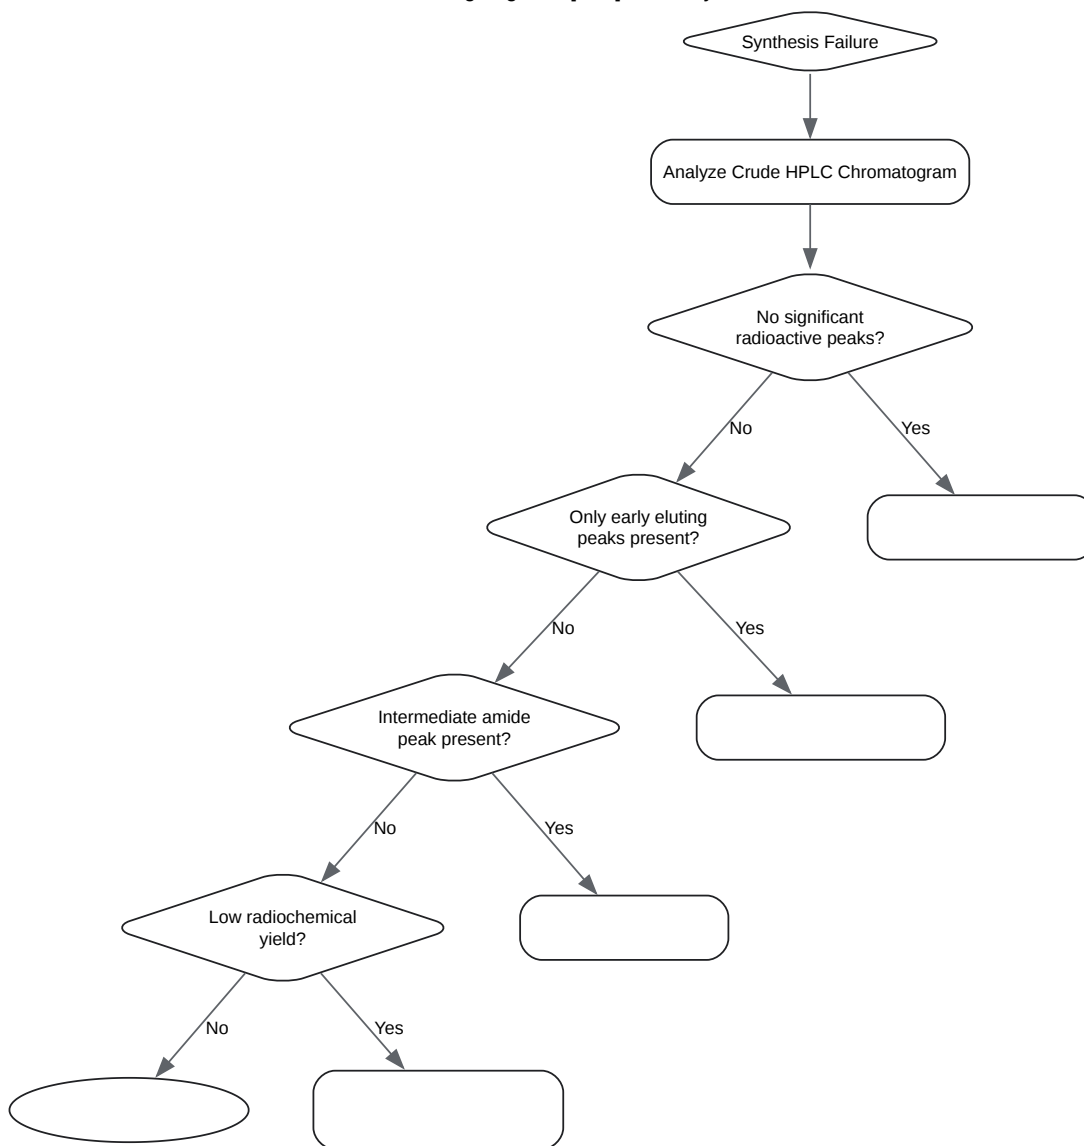 Synthesis Failure
Analyze Crude HPLC Chromatogram
No significant
radioactive peaks?
No
Yes
Only early eluting
peaks present?
No
Yes
Intermediate amide
peak present?
No
Yes
Low radiochemical
yield?
No
Yes